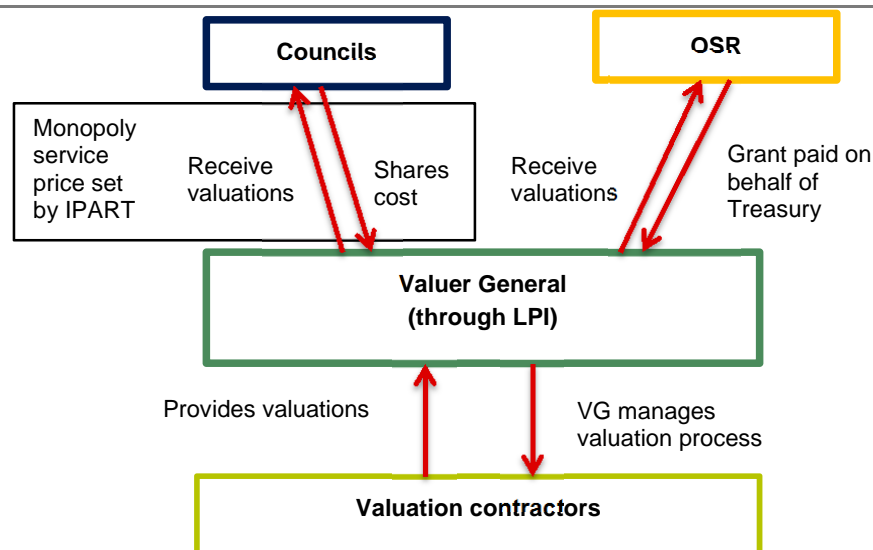 Councils
OSR
Monopoly
service
price set
by IPART
Receive
valuations
Shares
cost
Receive
valuations
Grant paid on
behalf of
Treasury
Valuer General
(through LPI)
Provides valuations
VG manages
valuation process
Valuation contractors